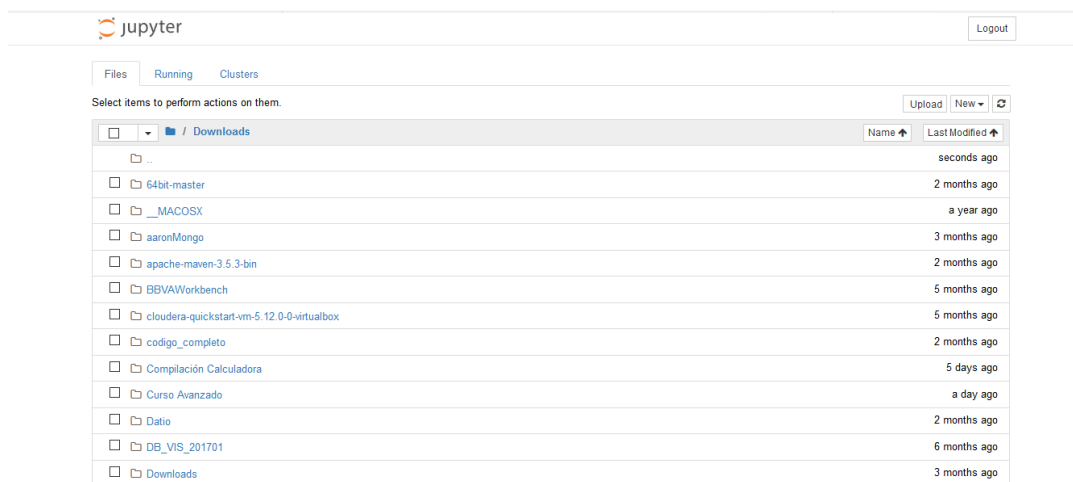 jupyter Logout
Files Running Clusters
Select items to perform actions on them. Upload New
/ Downloads Name Last Modified
.. seconds ago
64bit-master 2 months ago
__MACOSX a year ago
aaronMongo 3 months ago
apache-maven-3.5.3-bin 2 months ago
BBVAWorkbench 5 months ago
cloudera-quickstart-vm-5.12.0-0-virtualbox 5 months ago
codigo_completo 2 months ago
Compilación Calculadora 5 days ago
Curso Avanzado a day ago
Datio 2 months ago
DB_VIS_201701 6 months ago
Downloads 3 months ago